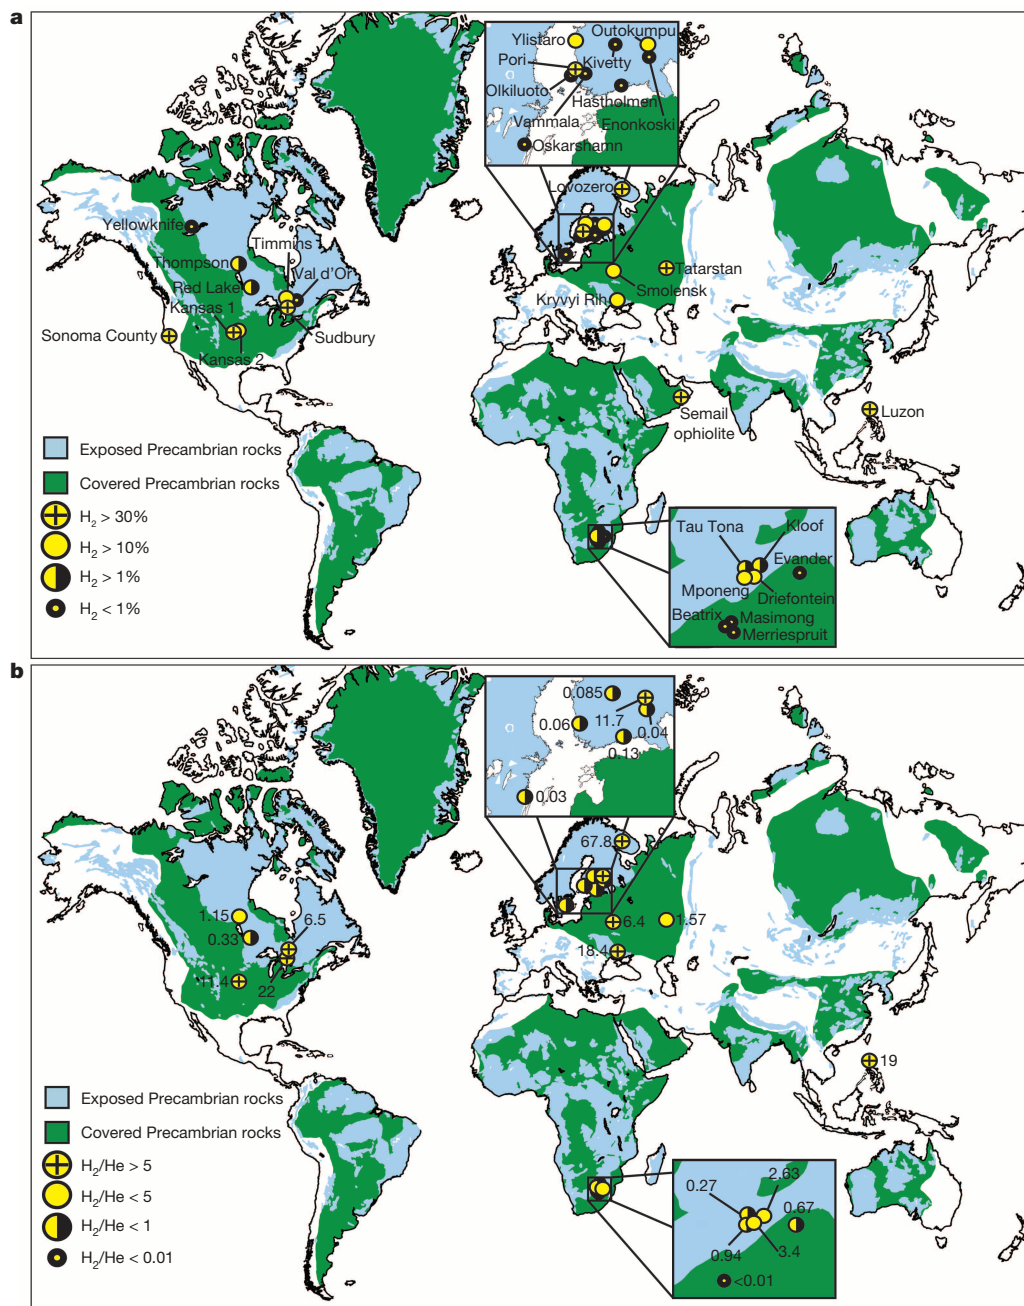 a
Ylistaro
Outokumpu
Pori
Kivetty
Olkiluoto
Hastholmen
Vammala
Enonkoski
Oskarshamn
Lovozero
Yellowknife
Timmins
Thompson
Val d'Or
Red Lake
Kansas 1
Tatarstan
Smolensk
Kryvyi Rih
Sonoma County
Sudbury
Kansas 2
Semail
ophiolite
Luzon
Exposed Precambrian rocks
Covered Precambrian rocks
H2 > 30%
H2 > 10%
H2 > 1%
H2 < 1%
Tau Tona
Kloof
Evander
Mponeng
Driefontein
Beatrix
Masimong
Merriespruit
b
0.085
0.06
11.7
0.04
0.13
0.03
67.8
1.15
6.5
0.33
6.4
1.57
18.4
11.4
22
19
Exposed Precambrian rocks
Covered Precambrian rocks
H2/He > 5
H2/He < 5
H2/He < 1
H2/He < 0.01
2.63
0.27
0.67
0.94
3.4
<0.01